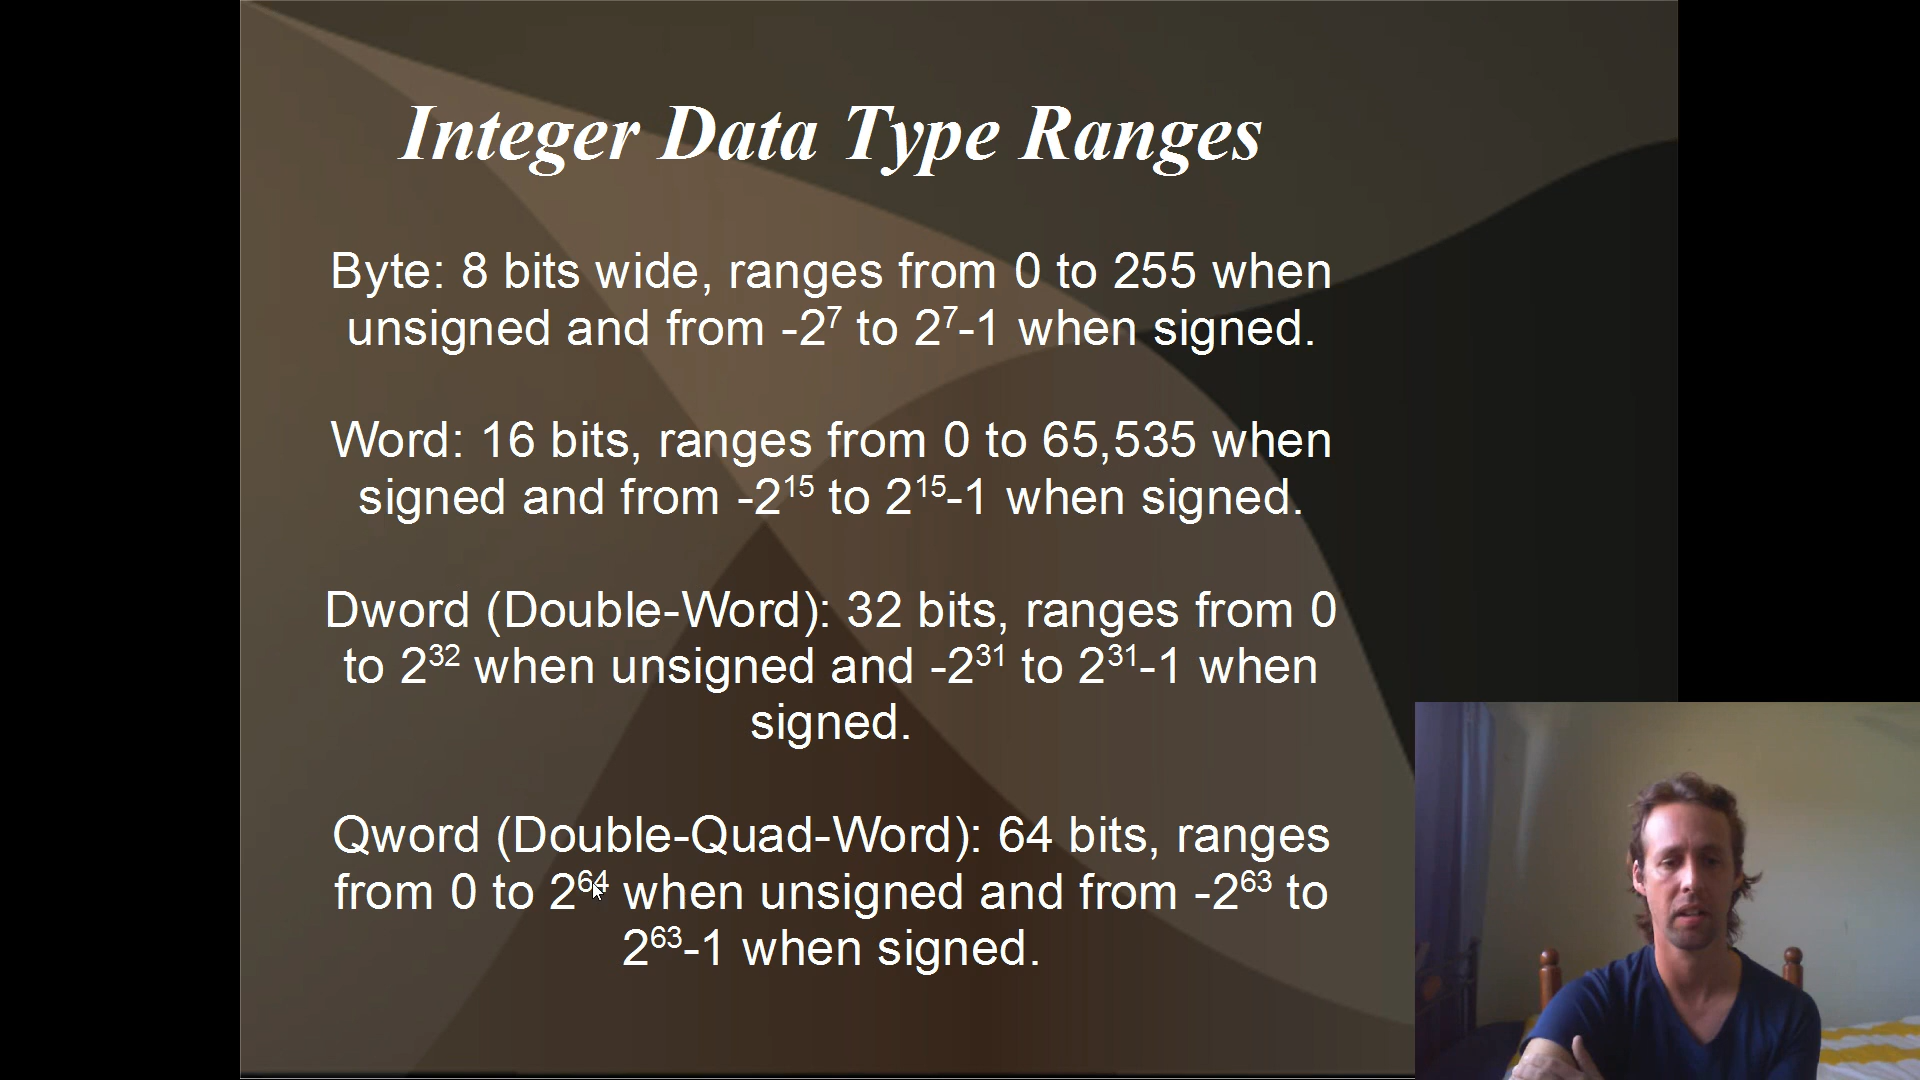 Integer Data Type Ranges
Byte: 8 bits wide, ranges from 0 to 255 when
unsigned and from -2⁷ to 2⁷-1 when signed.
Word: 16 bits, ranges from 0 to 65,535 when
signed and from -2¹⁵ to 2¹⁵-1 when signed.
Dword (Double-Word): 32 bits, ranges from 0
to 2³² when unsigned and -2³¹ to 2³¹-1 when
signed.
Qword (Double-Quad-Word): 64 bits, ranges
from 0 to 2⁶⁴ when unsigned and from -2⁶³ to
2⁶³-1 when signed.